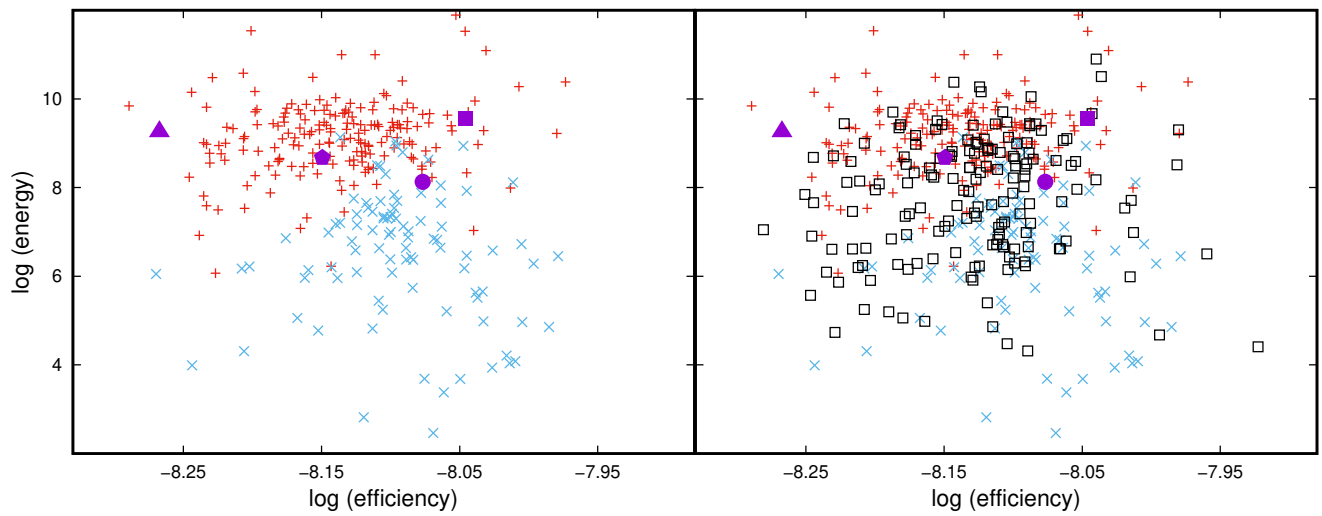 log (energy)
10
8
6
4
−8.25 −8.15 −8.05 −7.95
log (efficiency)
−8.25 −8.15 −8.05 −7.95
log (efficiency)